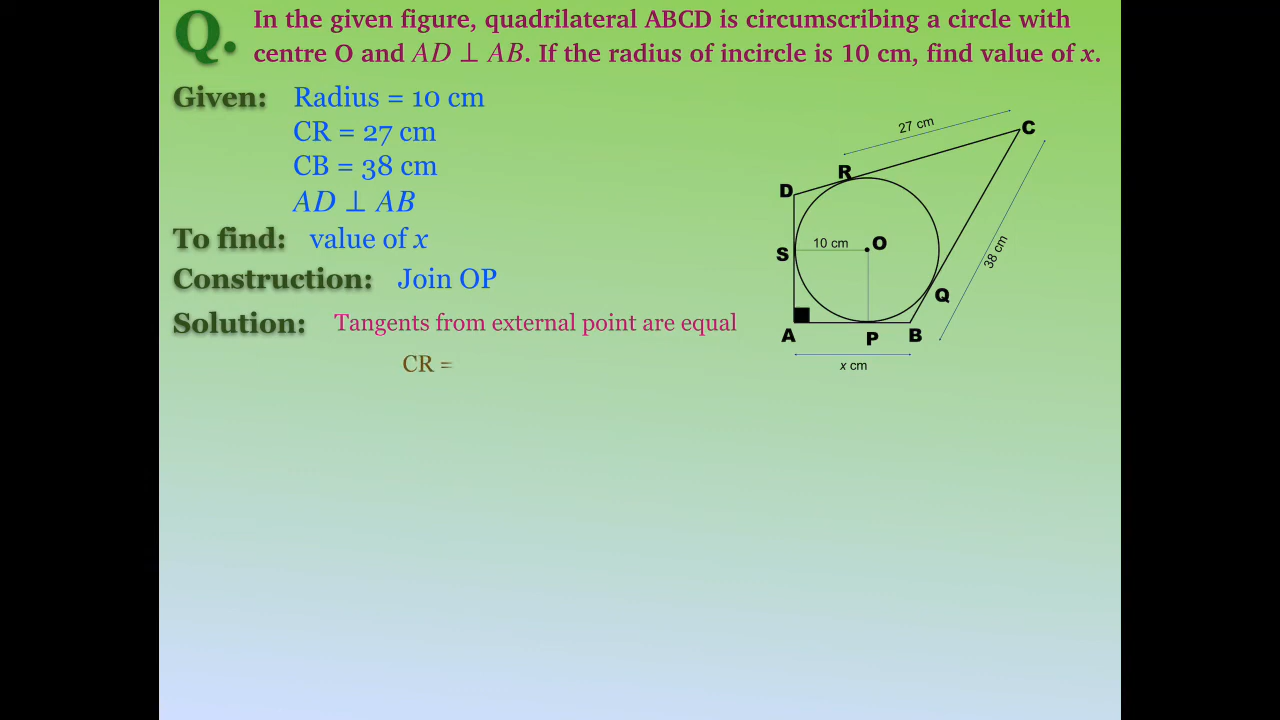 Q. In the given figure, quadrilateral ABCD is circumscribing a circle with
centre O and AD ⊥ AB. If the radius of incircle is 10 cm, find value of x.
Given: Radius = 10 cm
CR = 27 cm
CB = 38 cm
AD ⊥ AB
To find: value of x
Construction: Join OP
Solution: Tangents from external point are equal
CR =
27 cm
C
R
D
10 cm
O
S
38 cm
Q
A
P
B
x cm